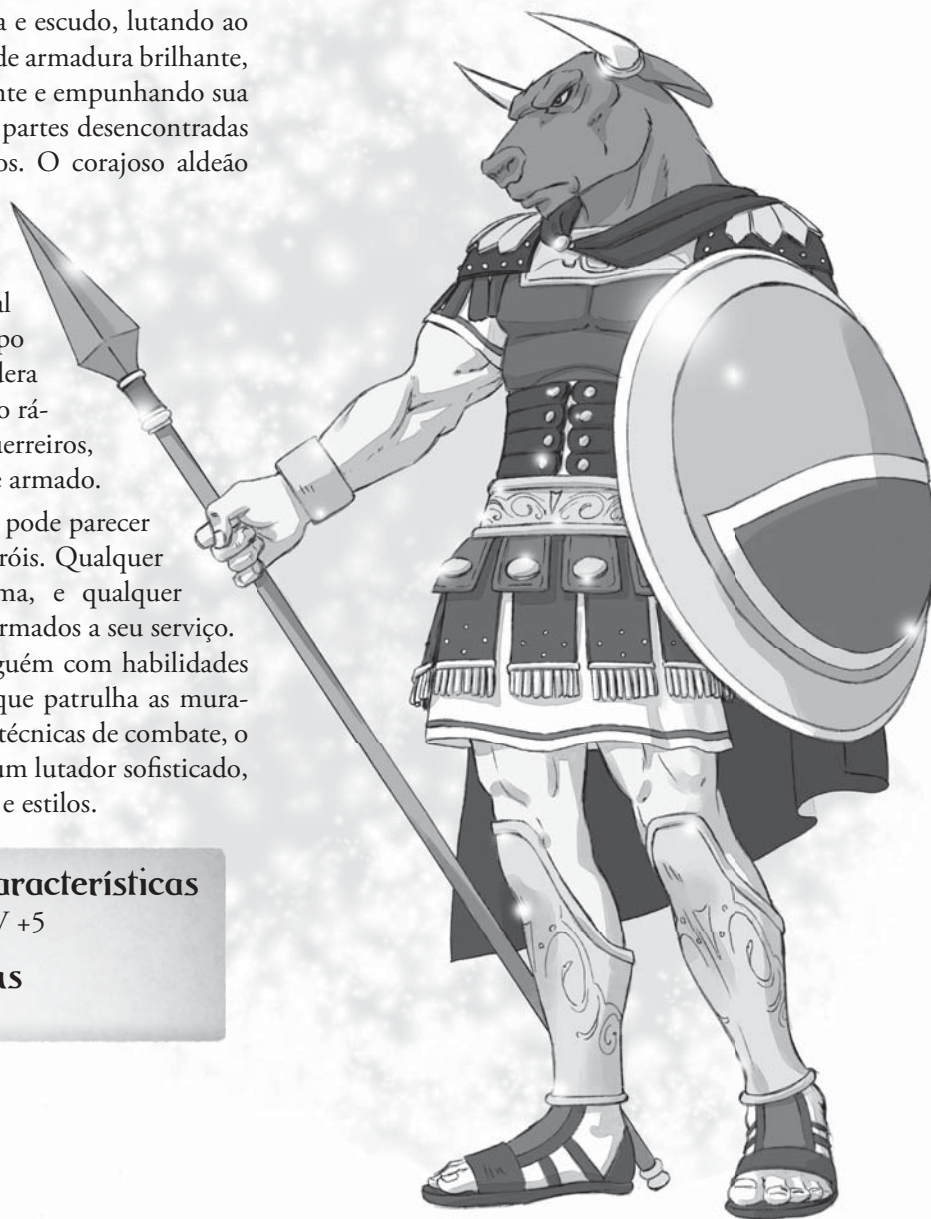 a e escudo, lutando ao
de armadura brilhante,
nte e empunhando sua
partes desencontradas
os. O corajoso aldeão
al
po
dera
o rá-
uerreiros,
e armado.
pode parecer
róis. Qualquer
ma, e qualquer
rmados a seu serviço.
guém com habilidades
que patrulha as mura-
técnicas de combate, o
um lutador sofisticado,
e estilos.
aracterísticas
V +5
as